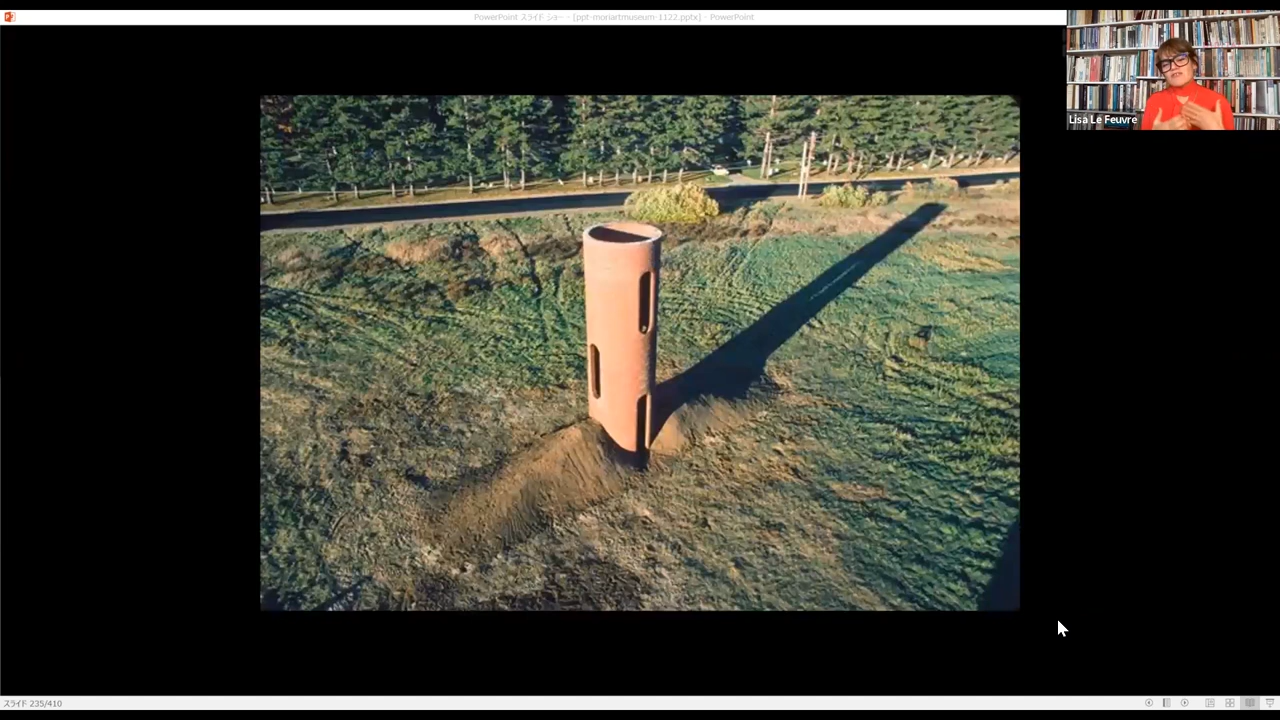 PowerPoint スライド ショー - [ppt-moriartmuseum-1122.pptx] - PowerPoint
Lisa Le Feuvre
スライド 235/410